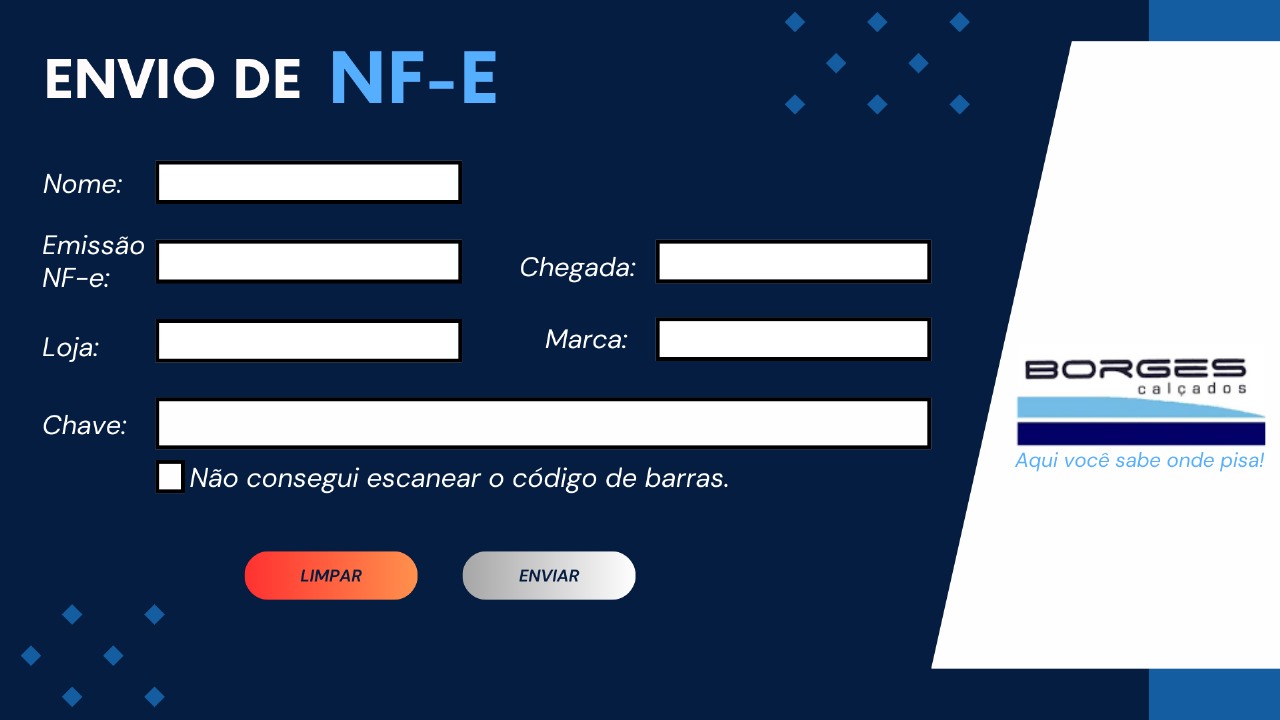 ENVIO DE NF-E
Nome:
Emissão
NF-e:
Chegada:
Loja:
Marca:
Chave:
Não consegui escanear o código de barras.
LIMPAR
ENVIAR
BORGES
calçados
Aqui você sabe onde pisa!